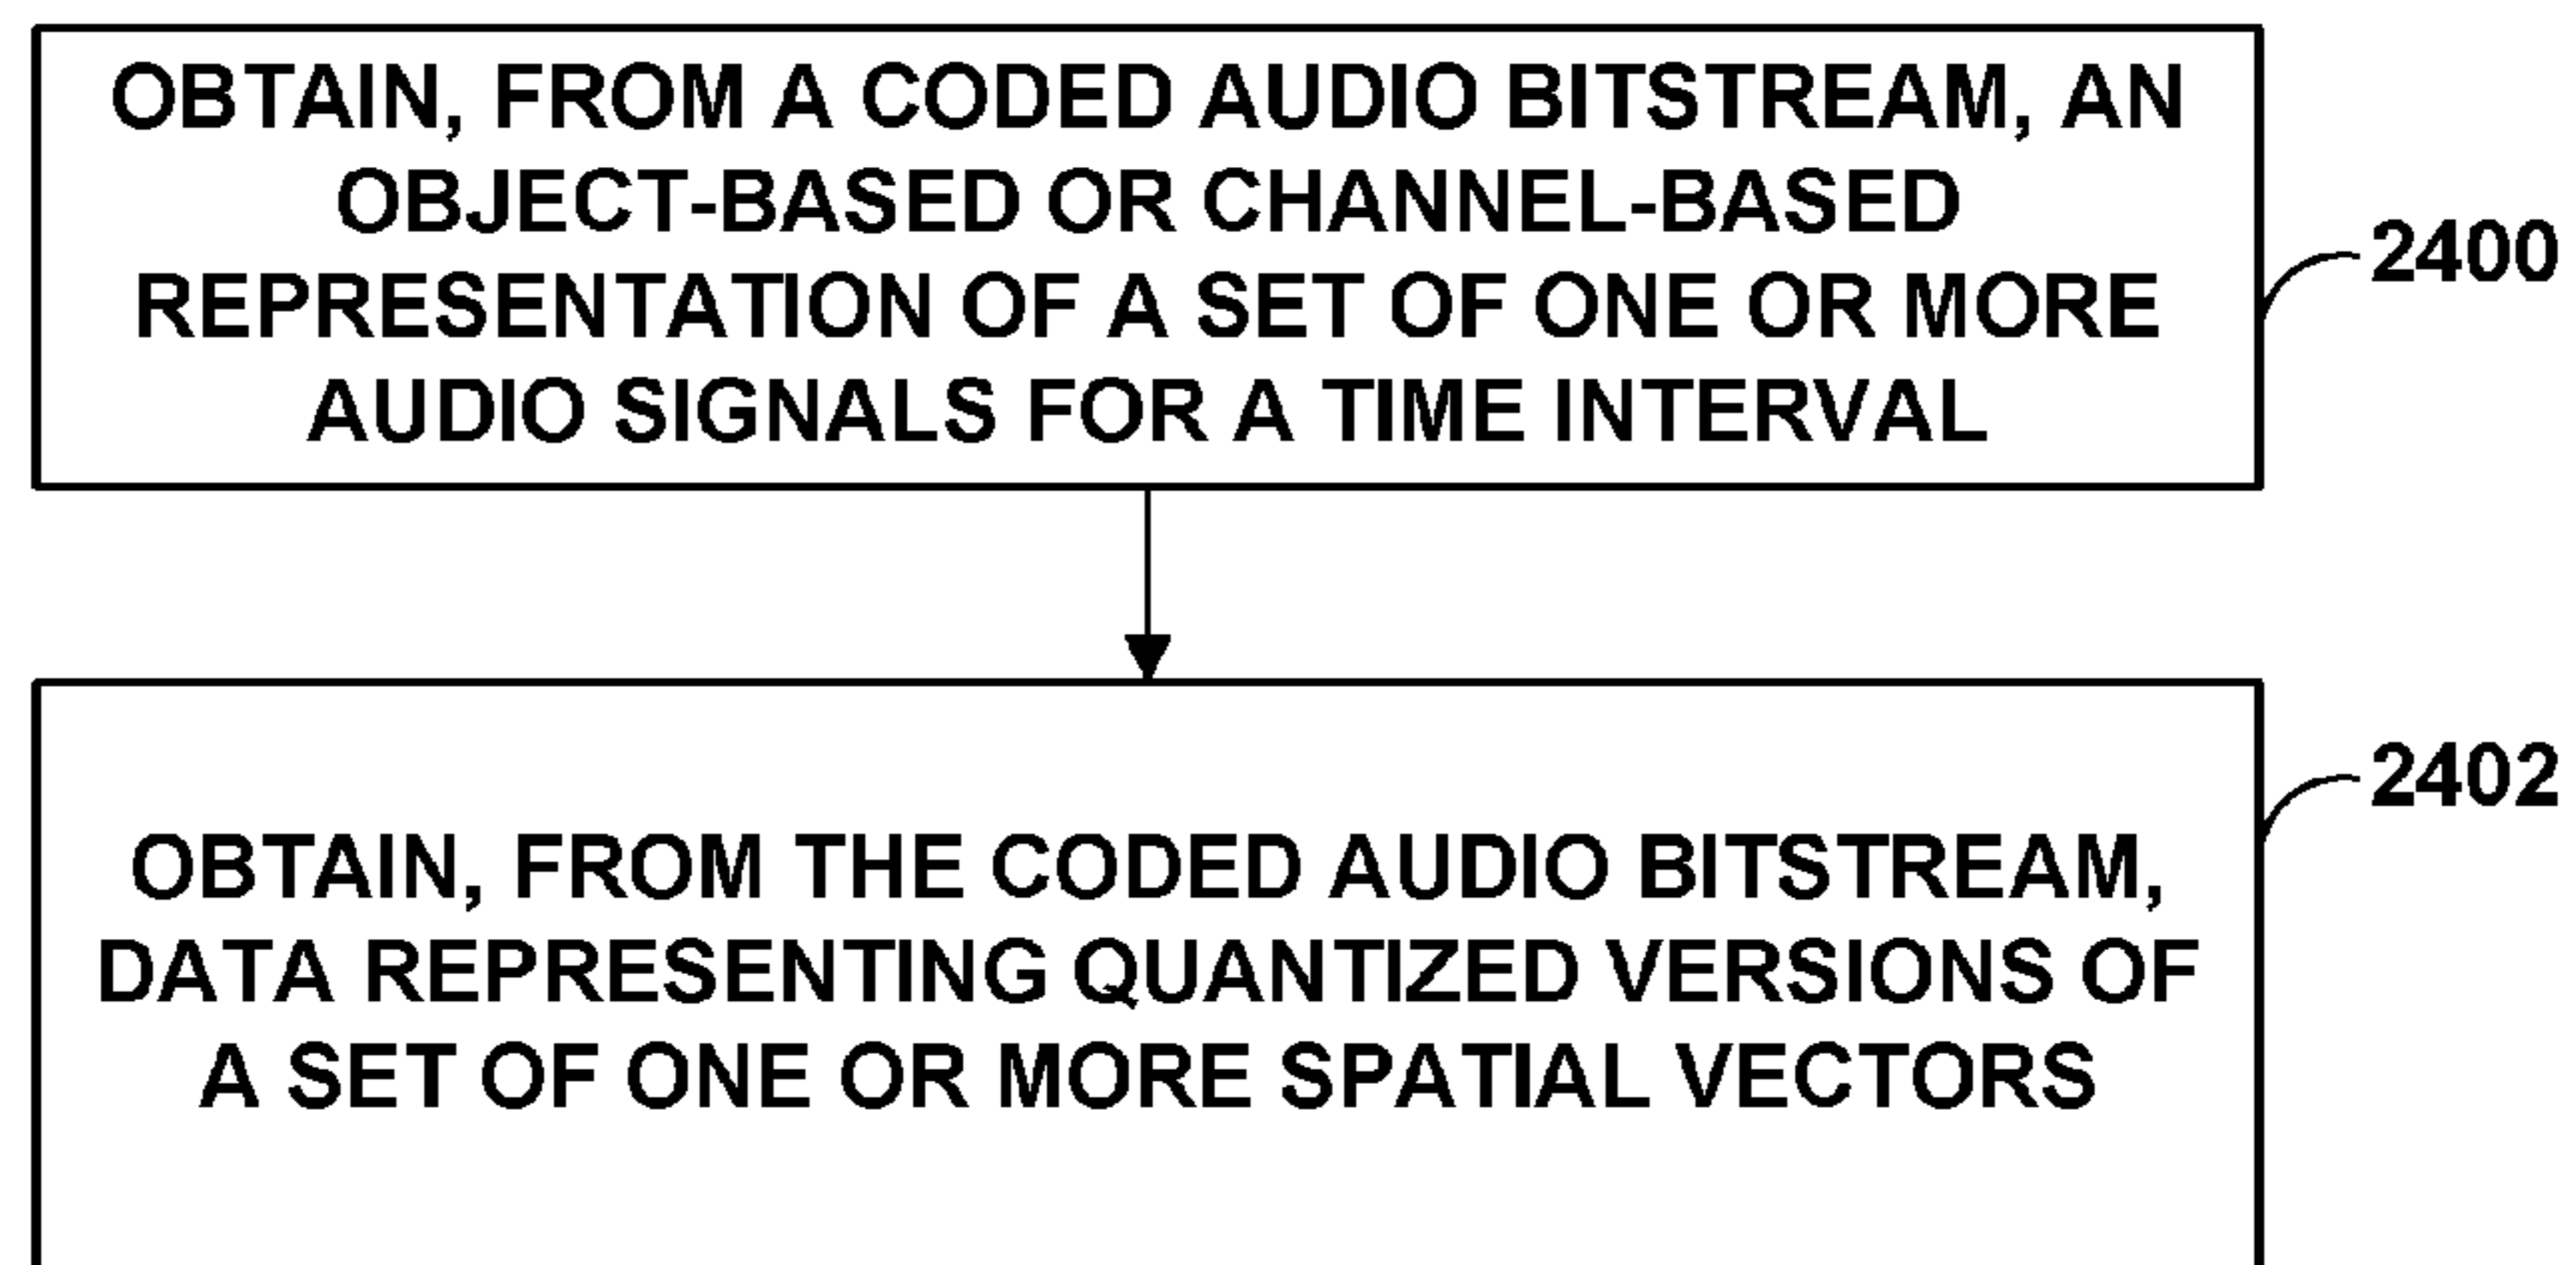 OBTAIN, FROM A CODED AUDIO BITSTREAM, AN
OBJECT-BASED OR CHANNEL-BASED
REPRESENTATION OF A SET OF ONE OR MORE
AUDIO SIGNALS FOR A TIME INTERVAL
2400
OBTAIN, FROM THE CODED AUDIO BITSTREAM,
DATA REPRESENTING QUANTIZED VERSIONS OF
A SET OF ONE OR MORE SPATIAL VECTORS
2402